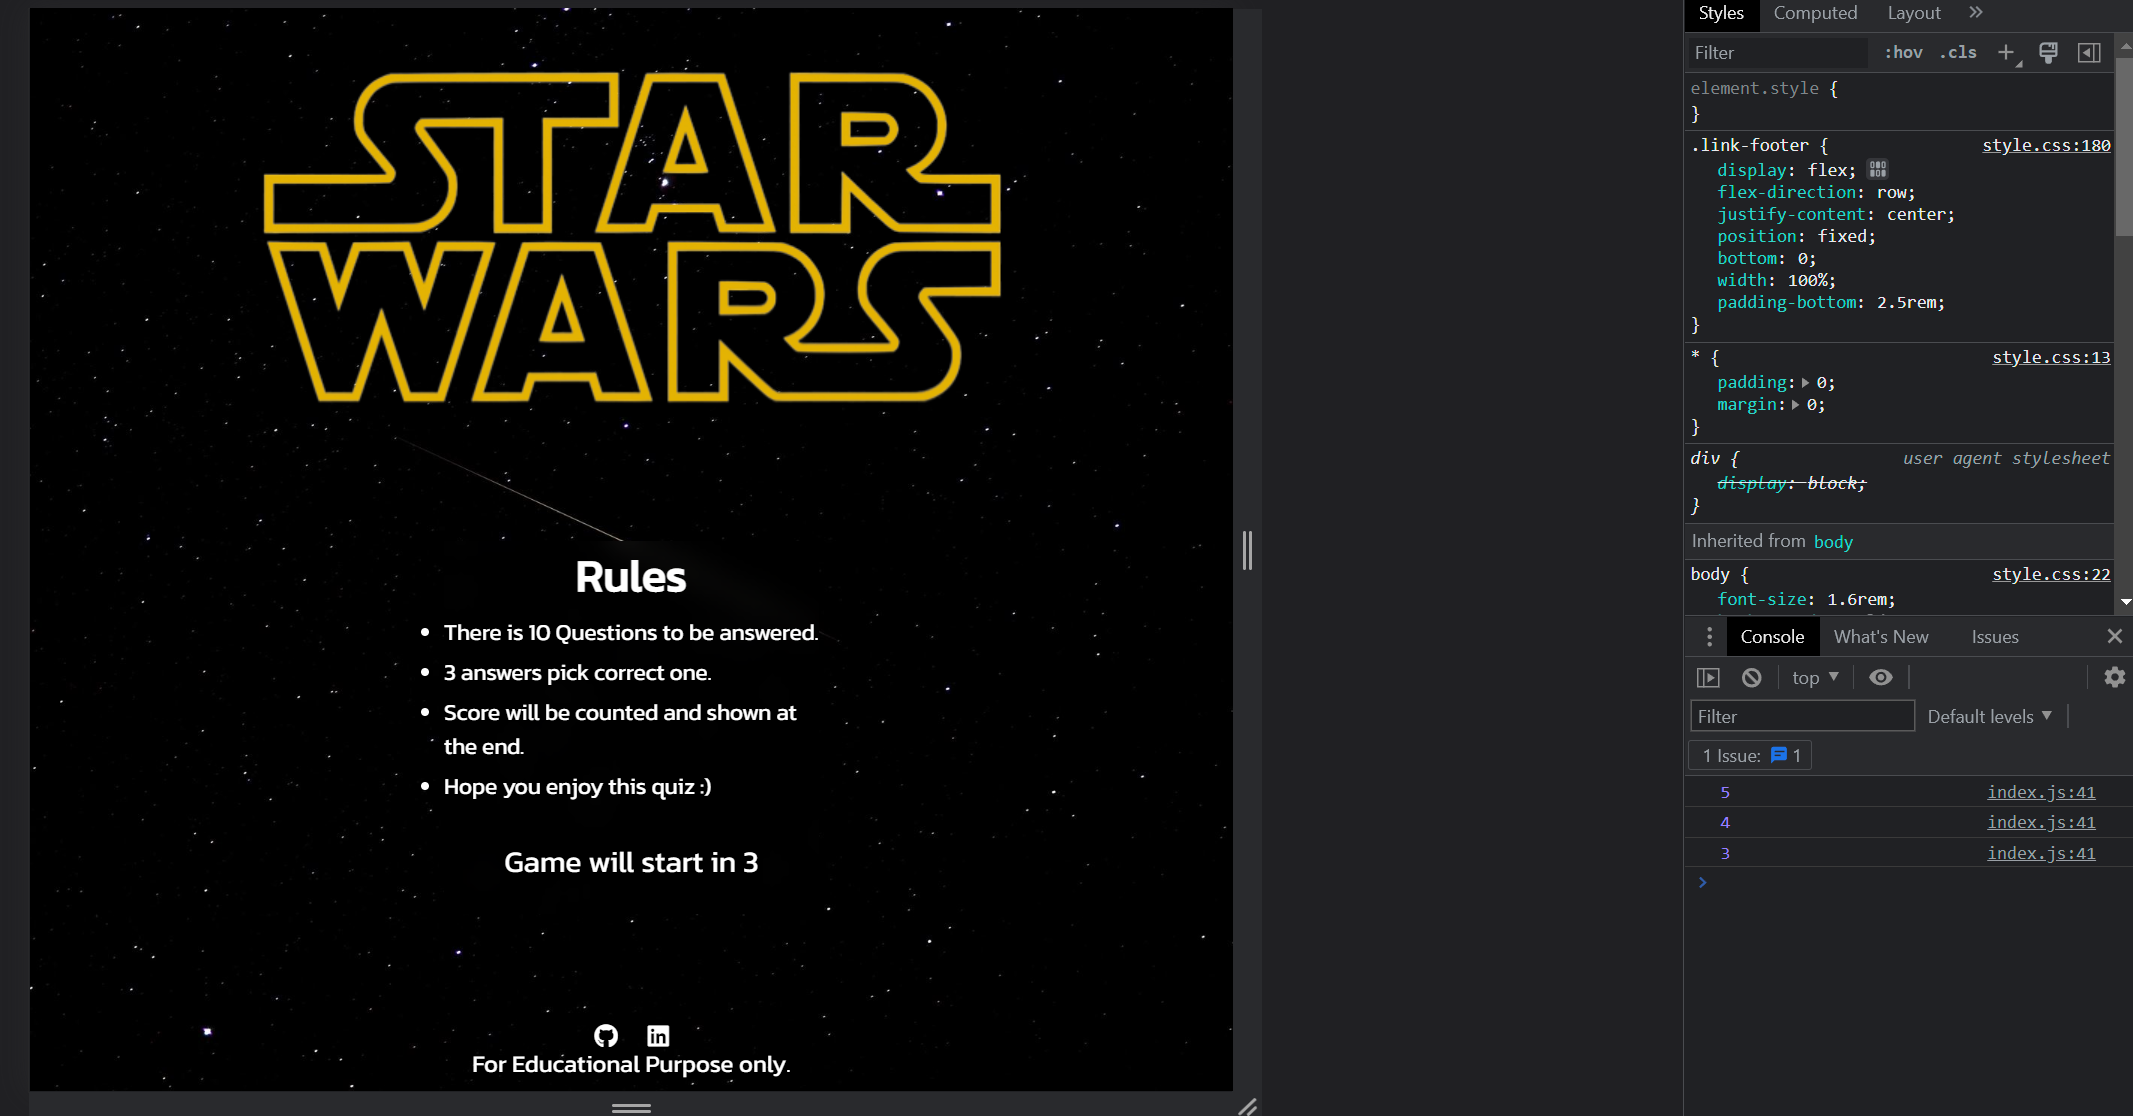 STAR
WARS
Rules
There is 10 Questions to be answered.
3 answers pick correct one.
Score will be counted and shown at
the end.
Hope you enjoy this quiz :)
Game will start in 3
in
For Educational Purpose only.
Styles Computed Layout »
Filter :hov .cls +
element.style {
}
.link-footer { style.css:180
display: flex;
flex-direction: row;
justify-content: center;
position: fixed;
bottom: 0;
width: 100%;
padding-bottom: 2.5rem;
}
* { style.css:13
padding: 0;
margin: 0;
}
div { user agent stylesheet
display: block;
}
Inherited from body
body { style.css:22
font-size: 1.6rem;
Console What's New Issues
top
Filter Default levels
1 Issue: 1
5 index.js:41
4 index.js:41
3 index.js:41